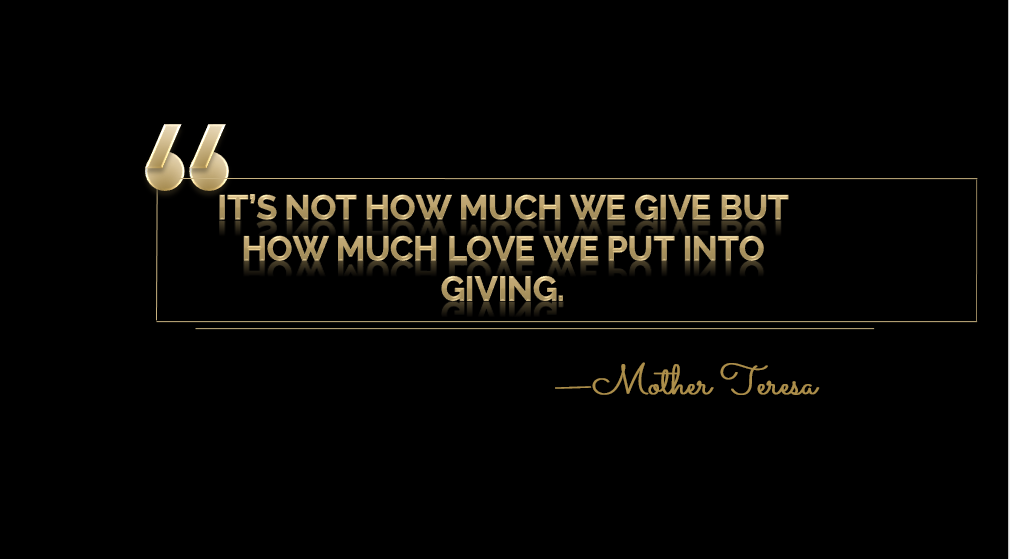 “
IT’S NOT HOW MUCH WE GIVE BUT
HOW MUCH LOVE WE PUT INTO
GIVING.
—Mother Teresa